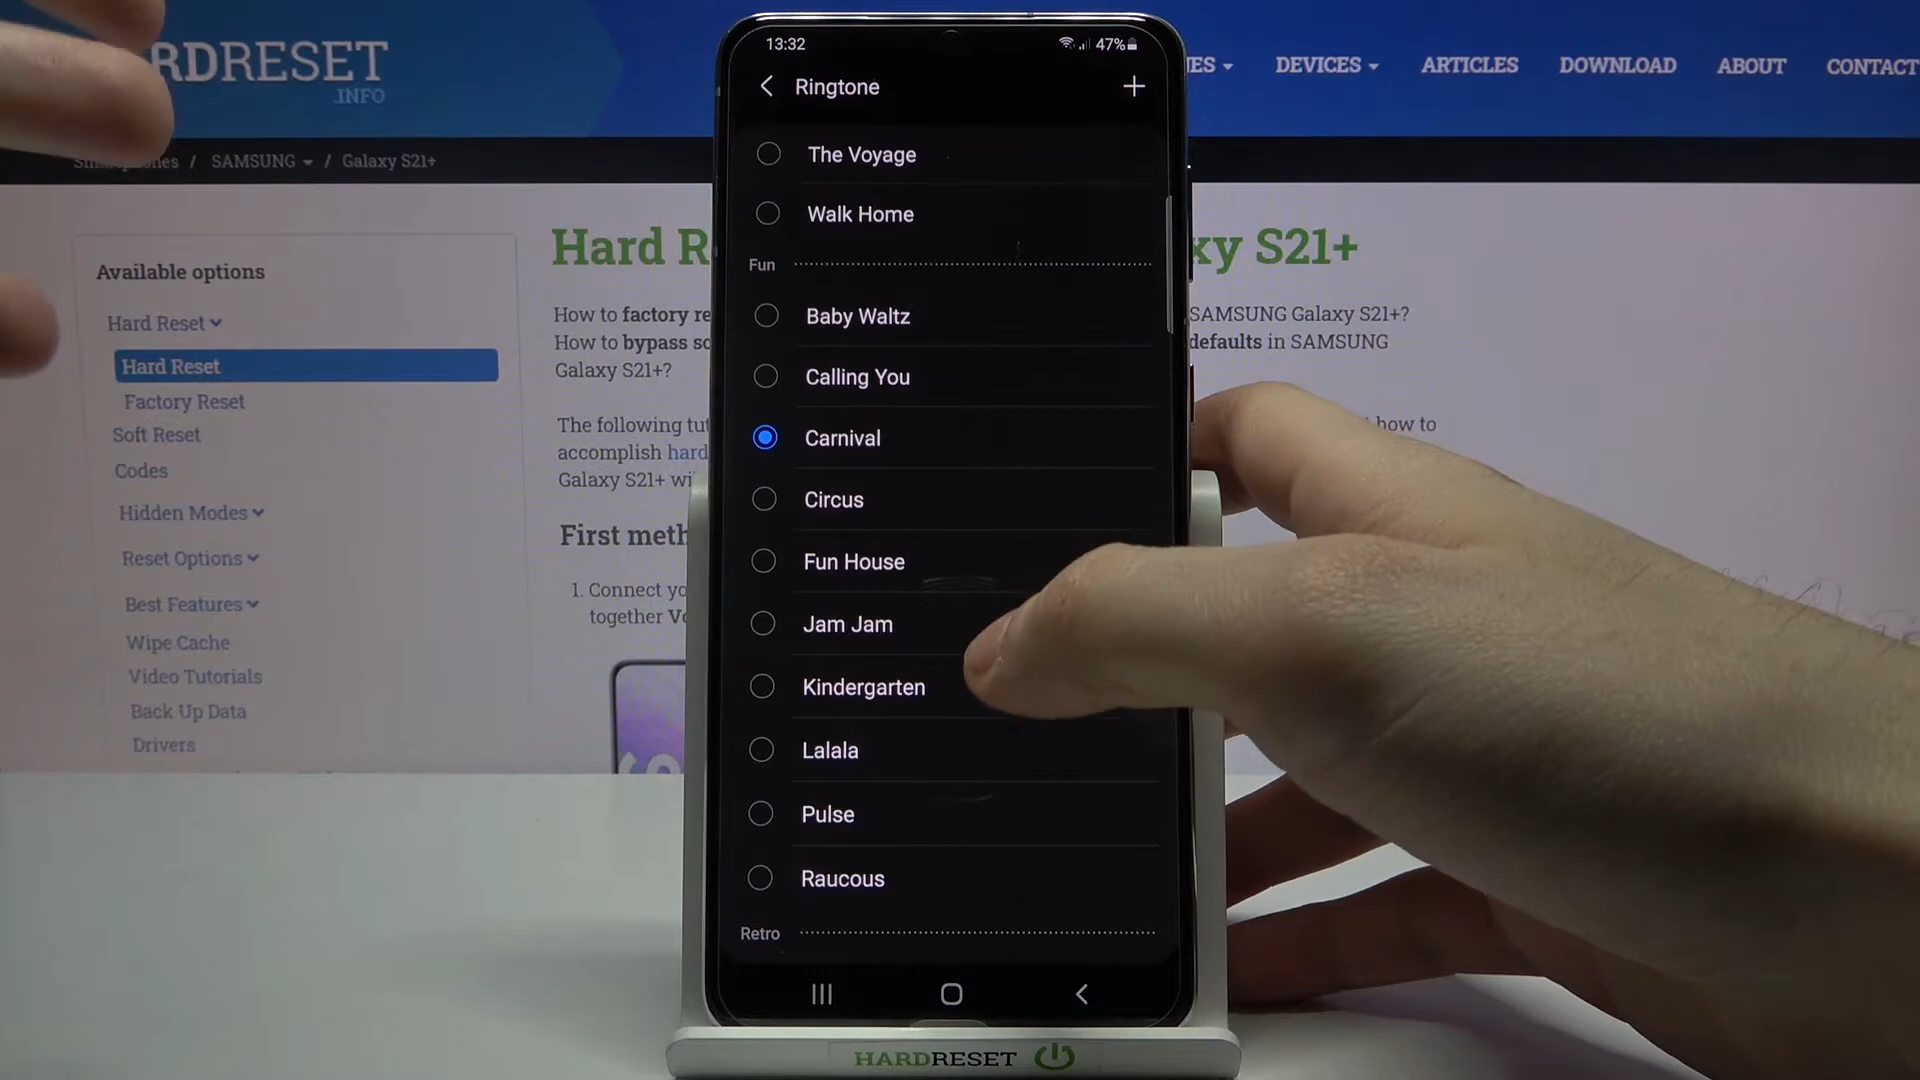 RDRESET
.INFO
IES
DEVICES
ARTICLES
DOWNLOAD
ABOUT
CONTACT
/ SAMSUNG / Galaxy S21+
Available options
Hard Reset
Hard Reset
Factory Reset
Soft Reset
Codes
Hidden Modes
Reset Options
Best Features
Wipe Cache
Video Tutorials
Back Up Data
Drivers
Hard R
xy S21+
How to factory re
SAMSUNG Galaxy S21+?
How to bypass sc
defaults in SAMSUNG
Galaxy S21+?
The following tut
how to
accomplish hard
Galaxy S21+ wi
First meth
1. Connect yo
together Vo
13:32
47%
Ringtone
The Voyage
Walk Home
Fun
Baby Waltz
Calling You
Carnival
Circus
Fun House
Jam Jam
Kindergarten
Lalala
Pulse
Raucous
Retro
HARDRESET